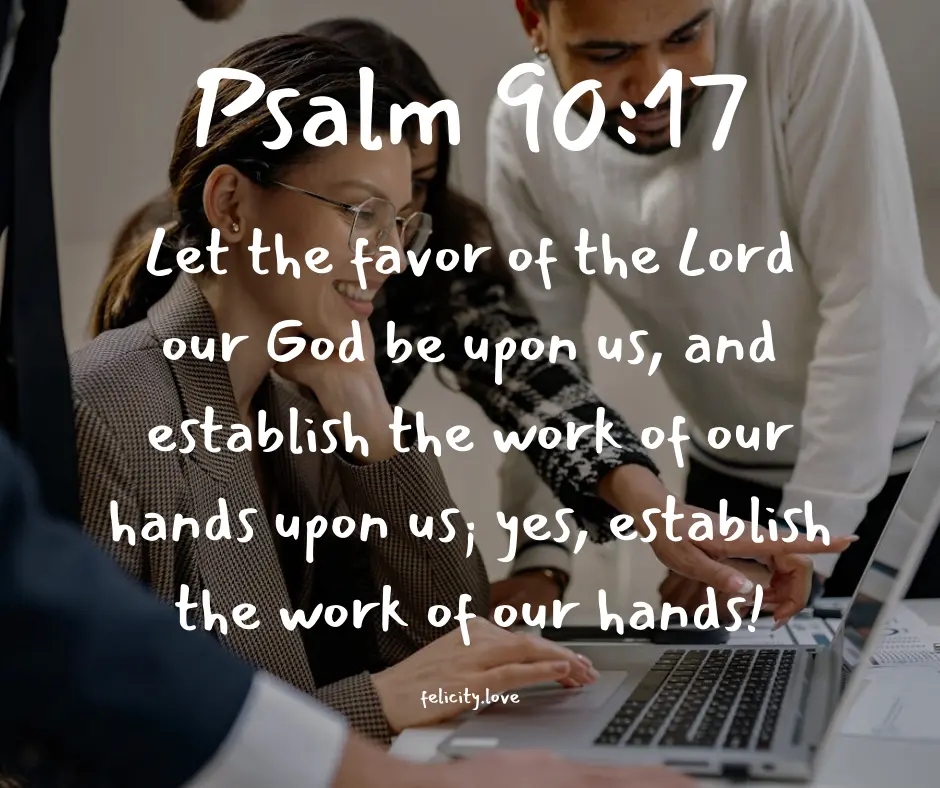 Psalm 90:17
Let the favor of the Lord
our God be upon us, and
establish the work of our
hands upon us; yes, establish
the work of our hands!
felicity.love